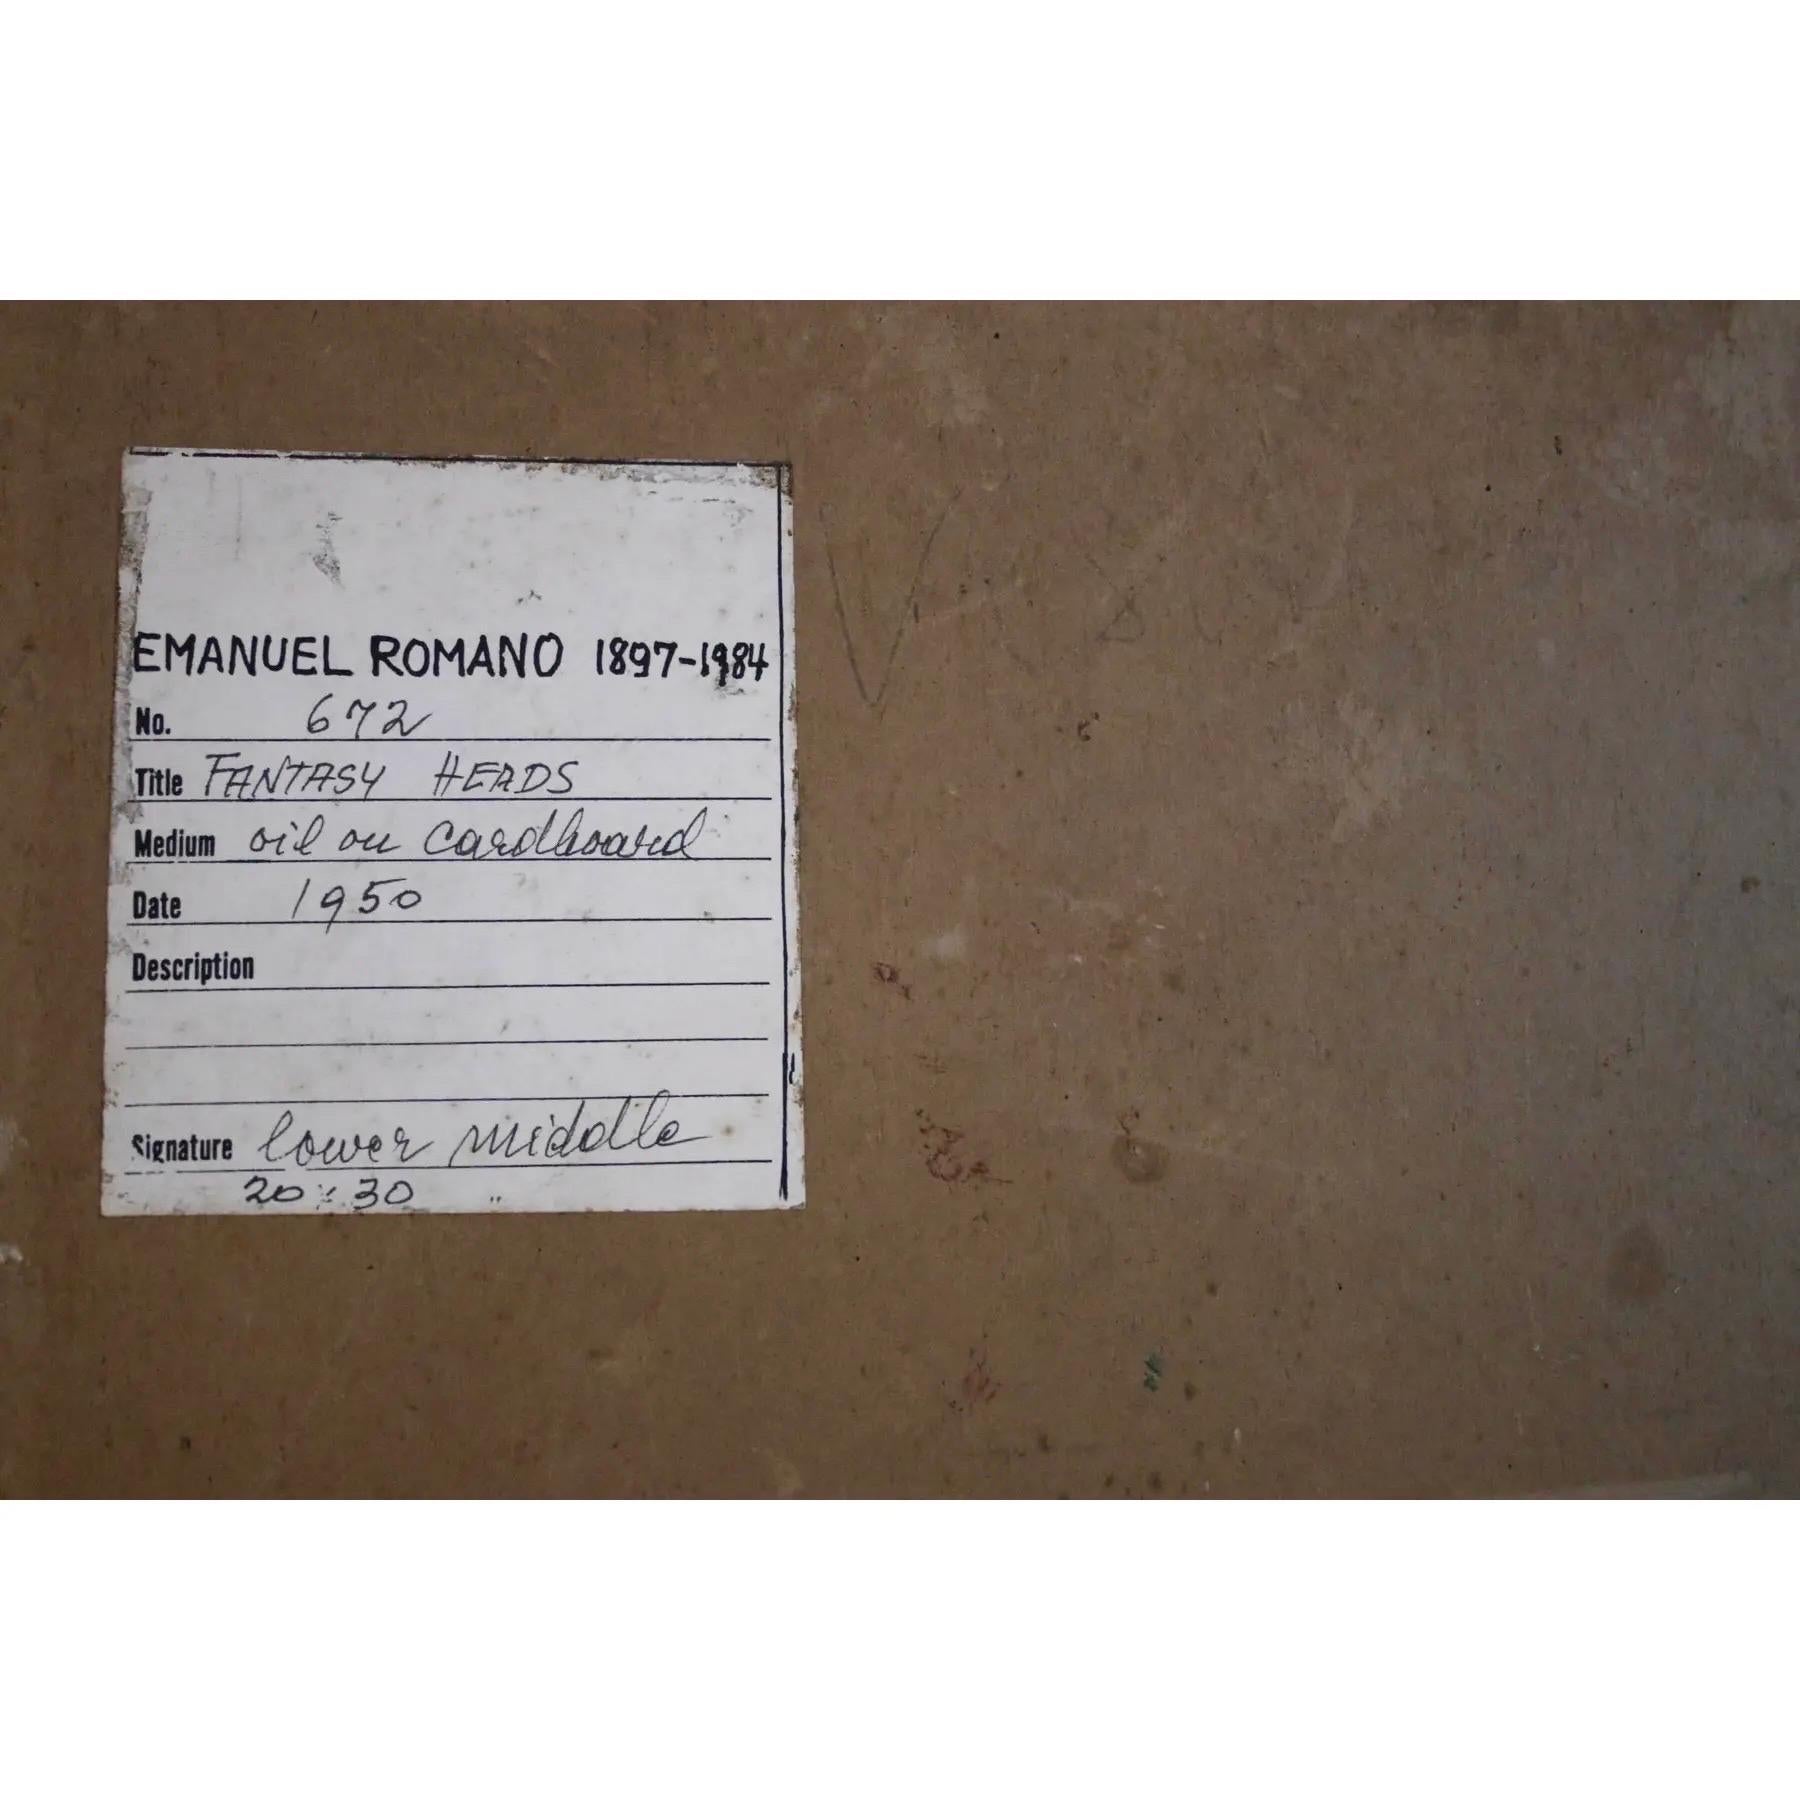 EMANUEL ROMANO 1897-1984
No. 672
Title FANTASY HEADS
Medium oil on cardboard
Date 1950
Description
Signature lower middle
20 x 30 "